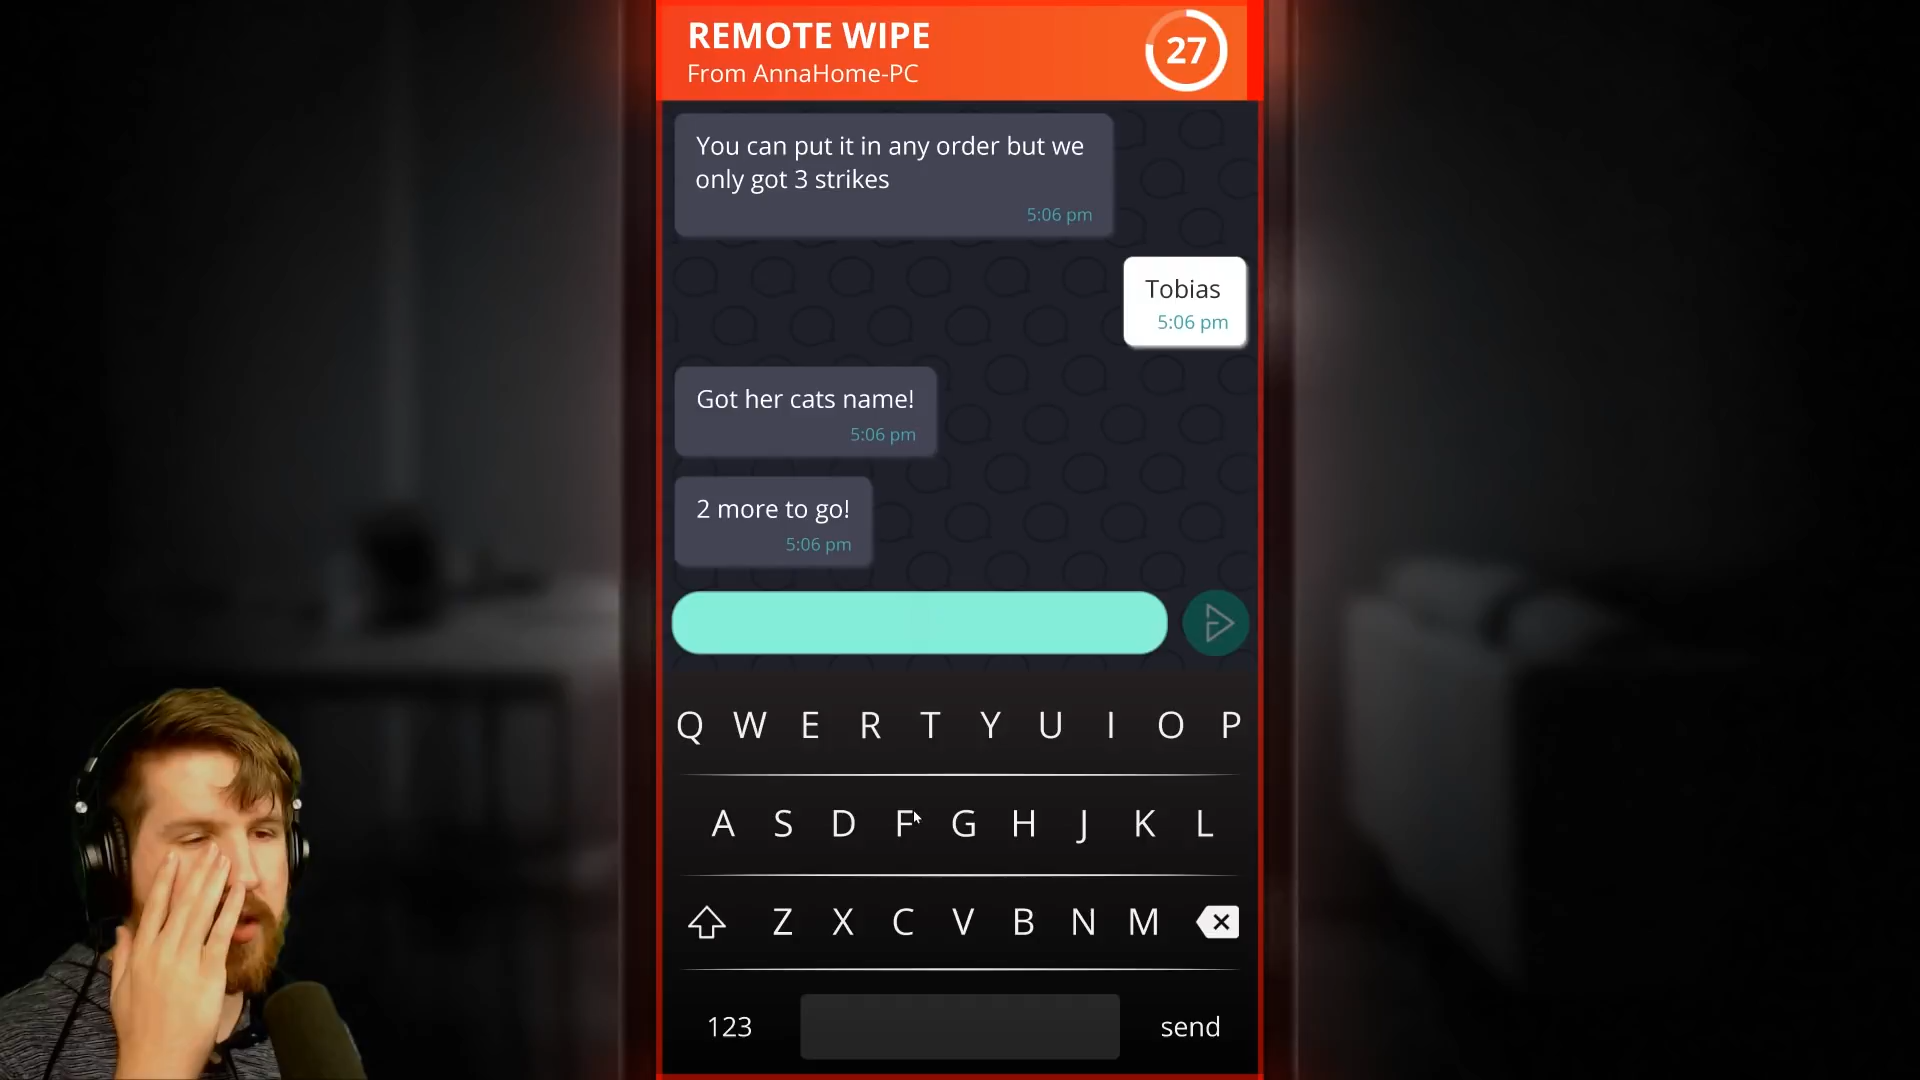 REMOTE WIPE
From AnnaHome-PC
27
You can put it in any order but we
only got 3 strikes
5:06 pm
Tobias
5:06 pm
Got her cats name!
5:06 pm
2 more to go!
5:06 pm
Q W E R T Y U I O P
A S D F G H J K L
Z X C V B N M
123
send